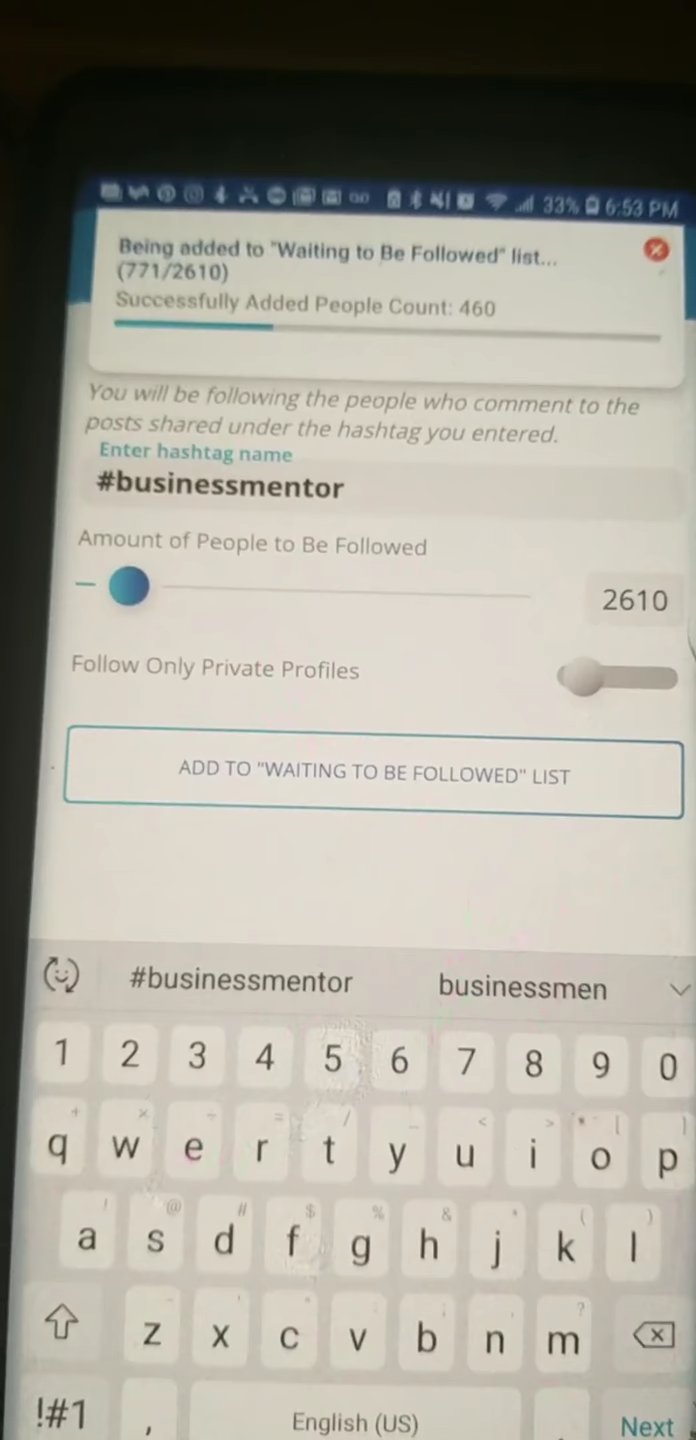 33% 6:53 PM
Being added to "Waiting to Be Followed" list...
(771/2610)
Successfully Added People Count: 460
You will be following the people who comment to the
posts shared under the hashtag you entered.
Enter hashtag name
#businessmentor
Amount of People to Be Followed
2610
Follow Only Private Profiles
ADD TO "WAITING TO BE FOLLOWED" LIST
#businessmentor businessmen
1 2 3 4 5 6 7 8 9 0
q w e r t y u i o p
a s d f g h j k l
z x c v b n m
!#1 , English (US) . Next